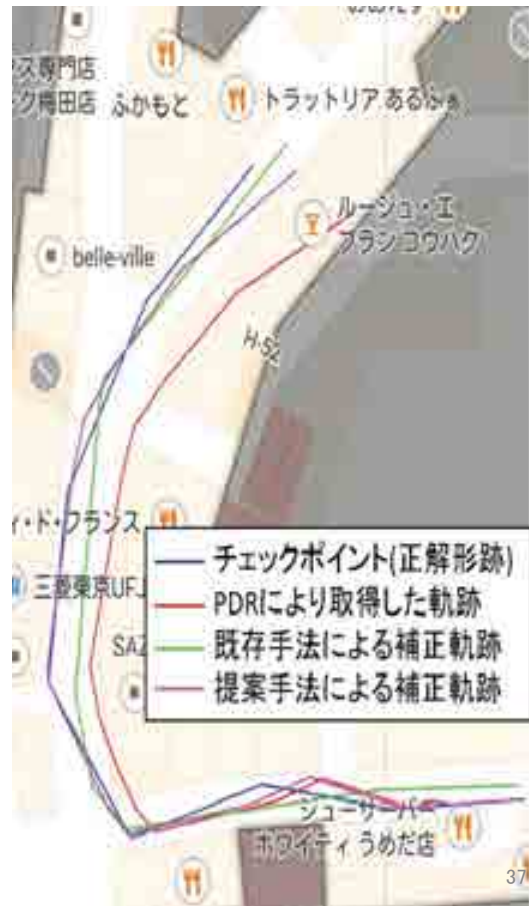 ス専門店
ク梅田店
ふかもと
トラットリア あるふぁ
ルージュ・エ
ブラン コウハク
belle-ville
H-52
ィ・ド・フランス
チェックポイント(正解形跡)
PDRにより取得した軌跡
既存手法による補正軌跡
提案手法による補正軌跡
三菱東京UFJ
SAZ
ジューサーバー
ホワイティ うめだ店
37